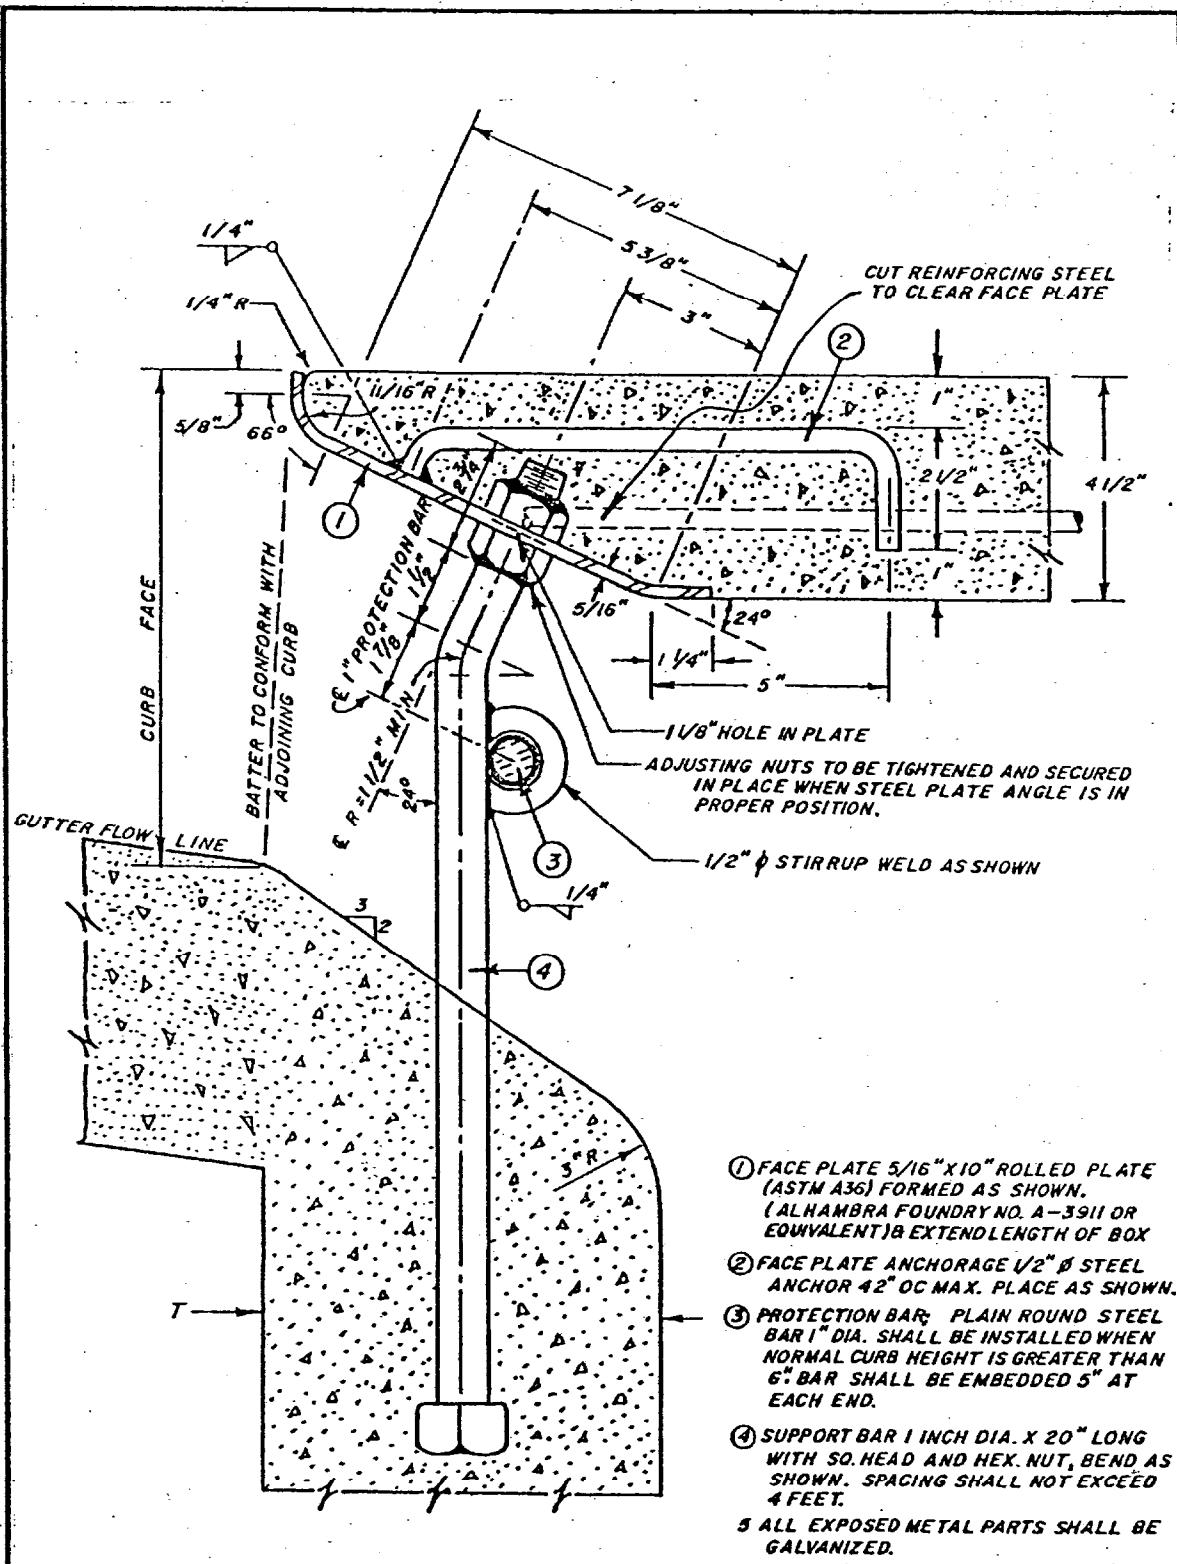 7 1/8"
5 3/8"
3"
1/4"
1/4" R
CUT REINFORCING STEEL
TO CLEAR FACE PLATE
2
11/16" R
5/8"
66°
1"
2 1/2"
4 1/2"
1"
2 3/4"
1
℄ 1" PROTECTION BAR
1 1/2"
1 7/8"
5/16"
24°
1 1/4"
5"
CURB FACE
BATTER TO CONFORM WITH
ADJOINING CURB
℄ R = 1 1/2" MIN
24°
1 1/8" HOLE IN PLATE
ADJUSTING NUTS TO BE TIGHTENED AND SECURED
IN PLACE WHEN STEEL PLATE ANGLE IS IN
PROPER POSITION.
GUTTER FLOW LINE
3
1/2" ϕ STIRRUP WELD AS SHOWN
1/4"
3
2
4
3" R
T
1 FACE PLATE 5/16" X 10" ROLLED PLATE
(ASTM A36) FORMED AS SHOWN.
(ALHAMBRA FOUNDRY NO. A-3911 OR
EQUIVALENT) & EXTEND LENGTH OF BOX
2 FACE PLATE ANCHORAGE 1/2" Ø STEEL
ANCHOR 42" OC MAX. PLACE AS SHOWN.
3 PROTECTION BAR; PLAIN ROUND STEEL
BAR 1" DIA. SHALL BE INSTALLED WHEN
NORMAL CURB HEIGHT IS GREATER THAN
6". BAR SHALL BE EMBEDDED 5" AT
EACH END.
4 SUPPORT BAR 1 INCH DIA. X 20" LONG
WITH SQ. HEAD AND HEX. NUT, BEND AS
SHOWN. SPACING SHALL NOT EXCEED
4 FEET.
5 ALL EXPOSED METAL PARTS SHALL BE
GALVANIZED.